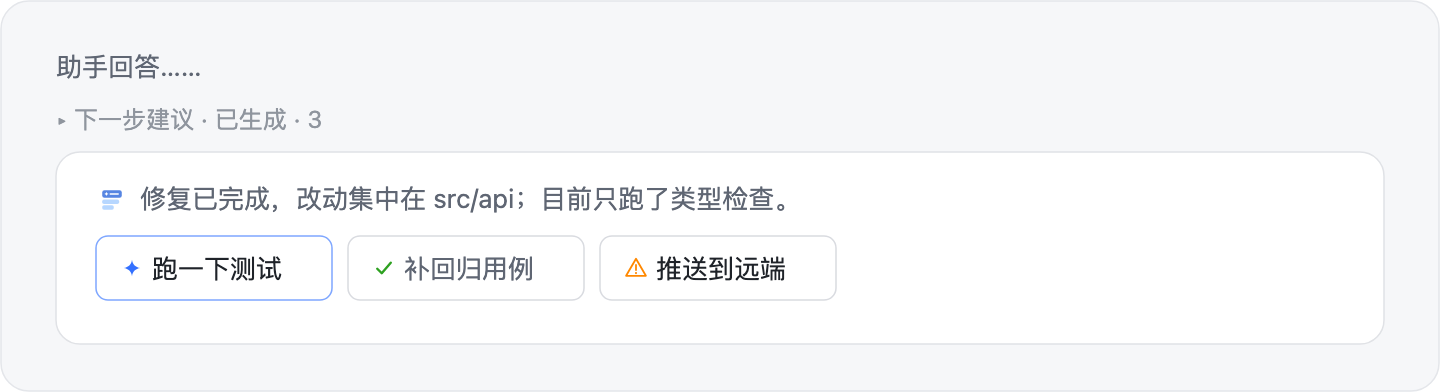 助手回答……
下一步建议 · 已生成 · 3
修复已完成，改动集中在 src/api；目前只跑了类型检查。
跑一下测试 补回归用例 推送到远端